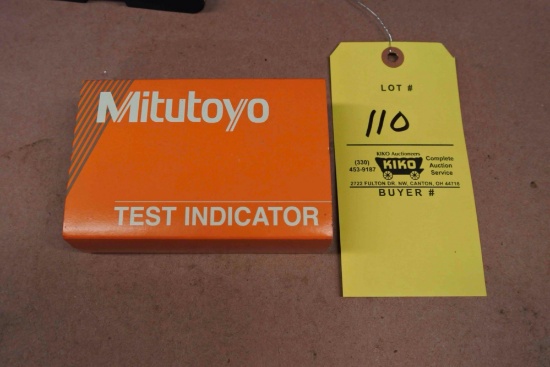 Mitutoyo
TEST INDICATOR
LOT #
110
KIKO Auctioneers
(330)
453-9187
KIKO
Complete
Auction
Service
2722 FULTON DR. NW, CANTON, OH 44718
BUYER #